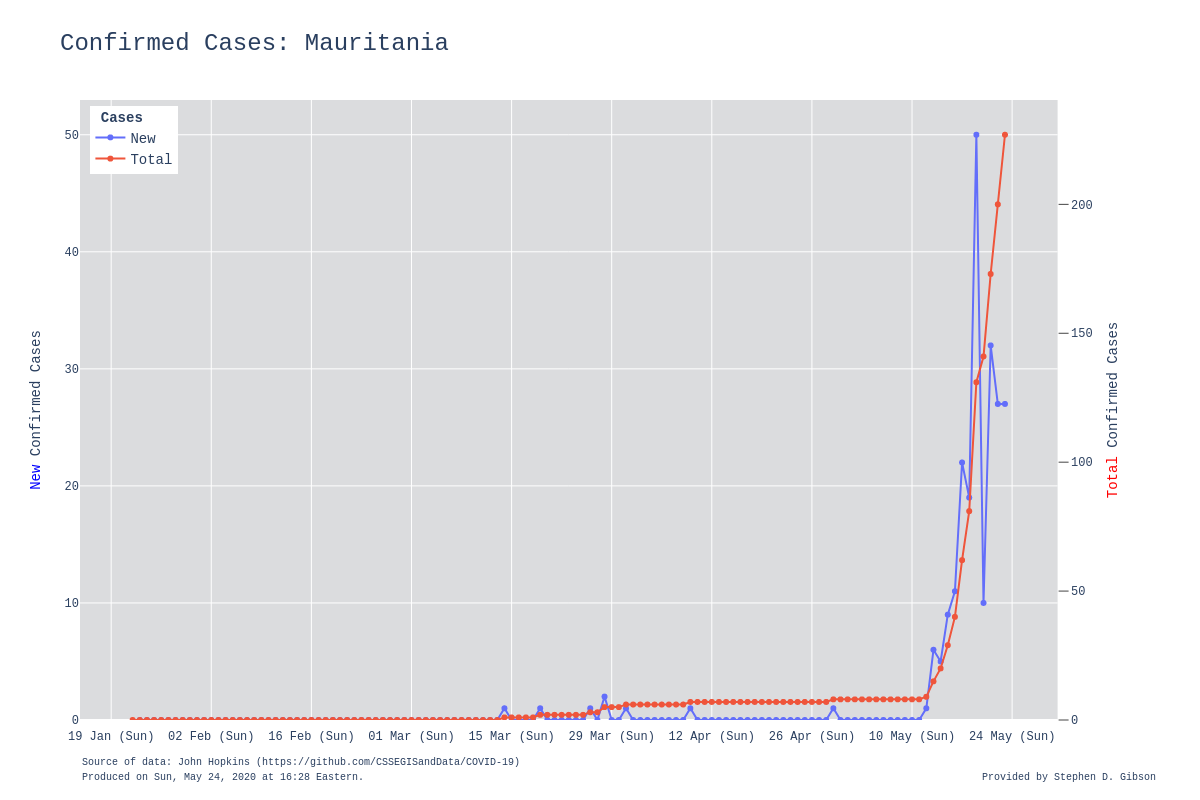 Confirmed Cases: Mauritania
Cases
New
Total
50
40
30
20
10
0
New Confirmed Cases
200
150
100
50
0
Total Confirmed Cases
19 Jan (Sun) 02 Feb (Sun) 16 Feb (Sun) 01 Mar (Sun) 15 Mar (Sun) 29 Mar (Sun) 12 Apr (Sun) 26 Apr (Sun) 10 May (Sun) 24 May (Sun)
Source of data: John Hopkins (https://github.com/CSSEGISandData/COVID-19)
Produced on Sun, May 24, 2020 at 16:28 Eastern.
Provided by Stephen D. Gibson